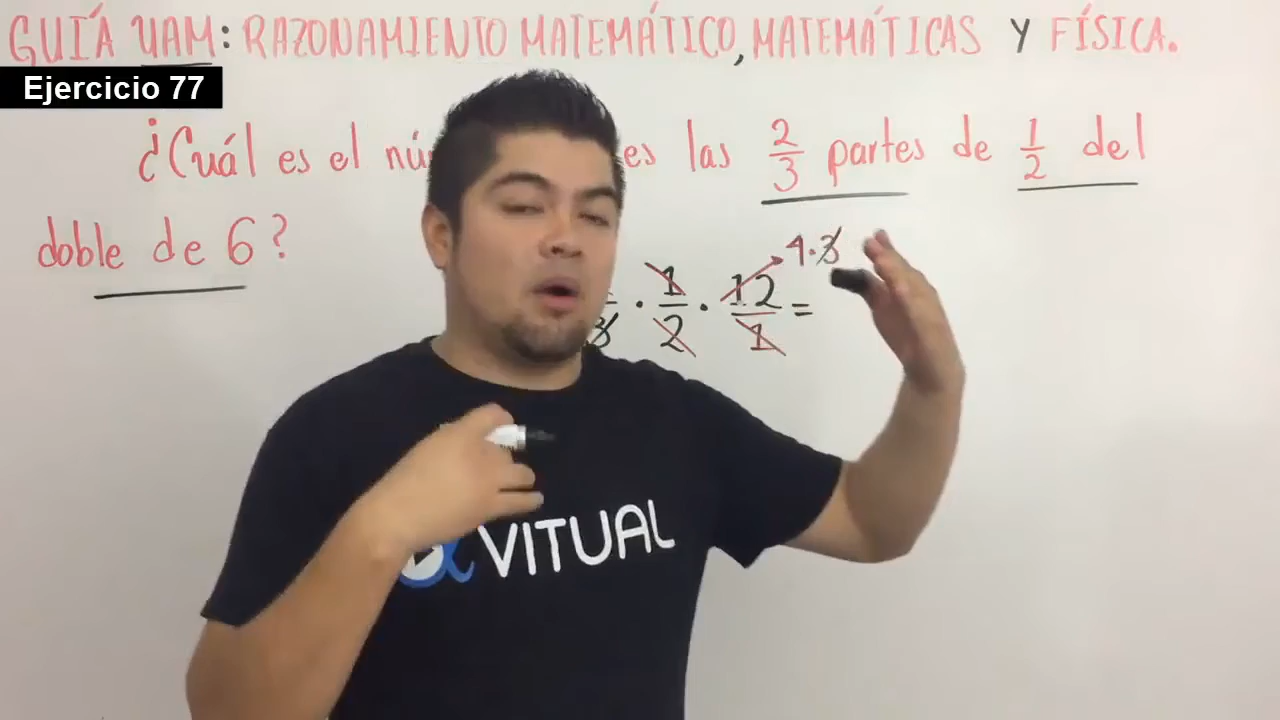 GUÍA UAM: RAZONAMIENTO MATEMÁTICO, MATEMÁTICAS Y FÍSICA.
Ejercicio 77
¿Cuál es el es las 2/3 partes de 1/2 del
doble de 6?
4·3
3 · 1/2 · 12/1 =
VITUAL